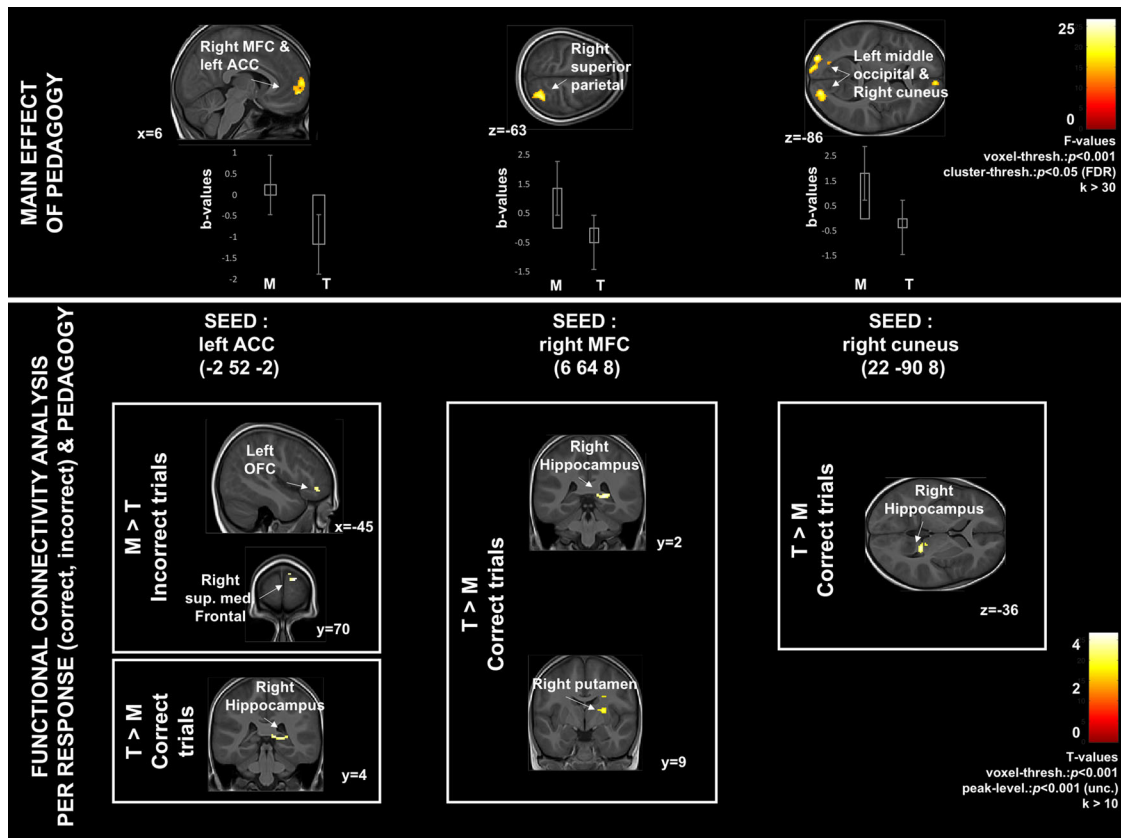 MAIN EFFECT
OF PEDAGOGY
Right MFC &
left ACC
x=6
b-values
1
0.5
0
-0.5
-1
-1.5
-2
M
T
Right
superior
parietal
z=-63
b-values
2.5
1.5
0.5
-0.5
-1.5
M
T
Left middle
occipital &
Right cuneus
z=-86
b-values
2.5
1.5
0.5
-0.5
-1.5
M
T
25
0
F-values
voxel-thresh.:p<0.001
cluster-thresh.:p<0.05 (FDR)
k > 30
FUNCTIONAL CONNECTIVITY ANALYSIS
PER RESPONSE (correct, incorrect) & PEDAGOGY
SEED :
left ACC
(-2 52 -2)
M > T
Incorrect trials
Left
OFC
x=-45
Right
sup. med
Frontal
y=70
T > M
Correct
trials
Right
Hippocampus
y=4
SEED :
right MFC
(6 64 8)
T > M
Correct trials
Right
Hippocampus
y=2
Right putamen
y=9
SEED :
right cuneus
(22 -90 8)
T > M
Correct trials
Right
Hippocampus
z=-36
4
2
0
T-values
voxel-thresh.:p<0.001
peak-level.:p<0.001 (unc.)
k > 10